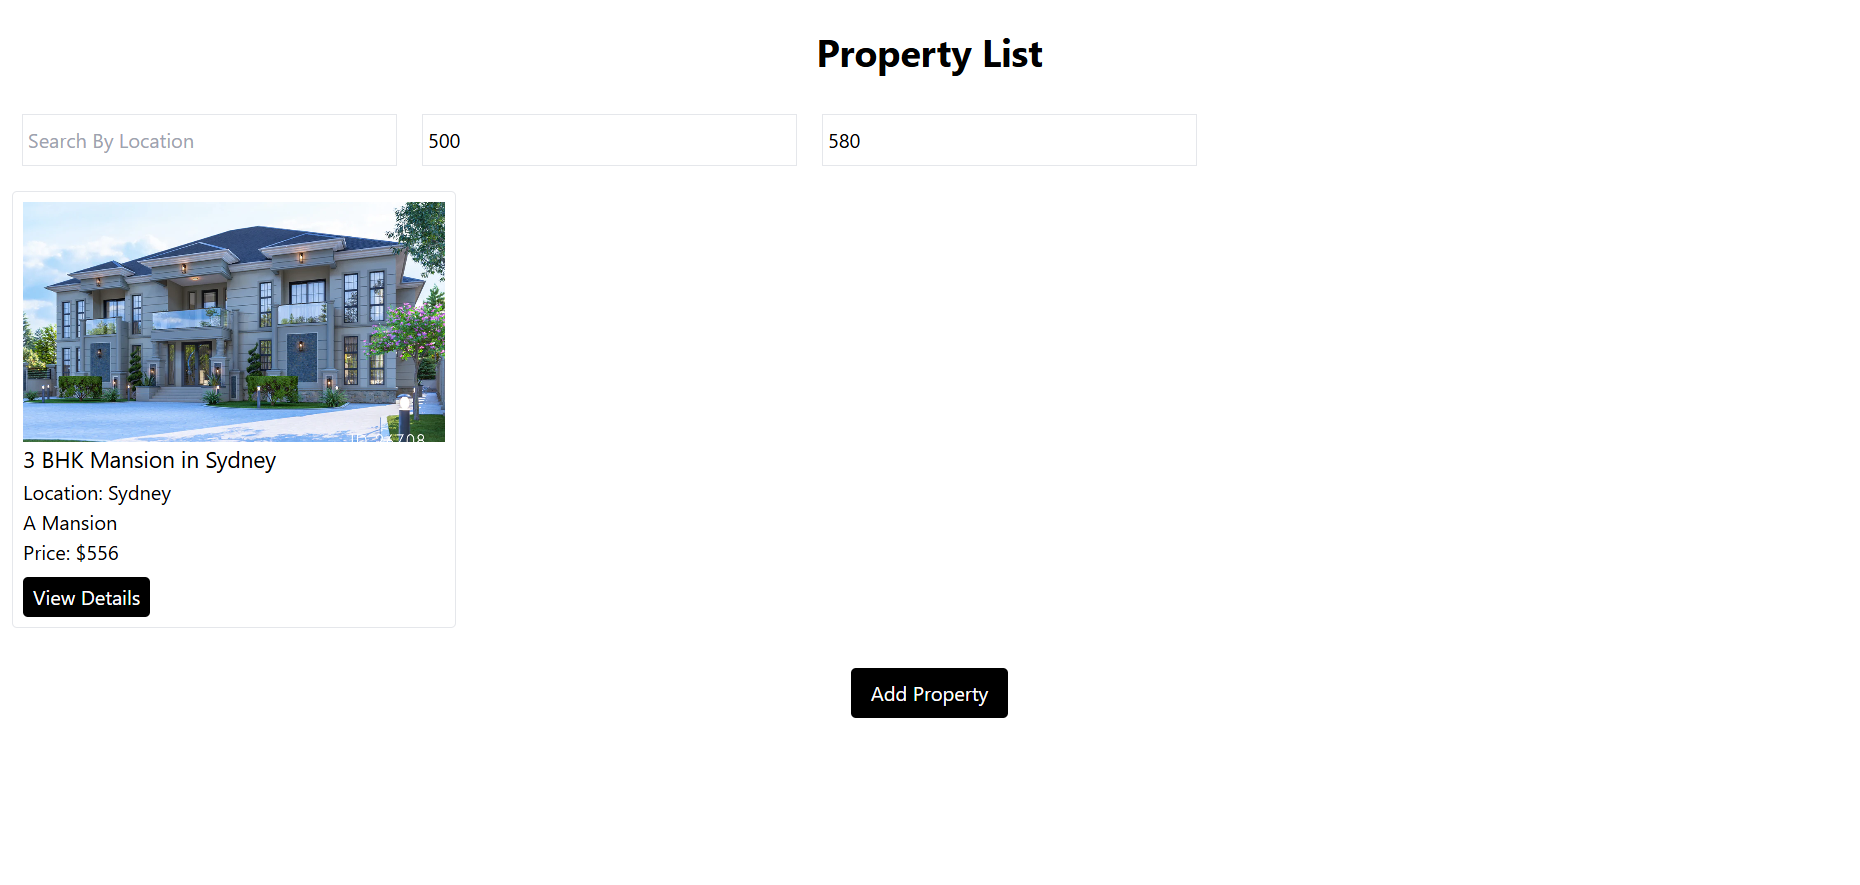 Property List
Search By Location
500
580
3 BHK Mansion in Sydney
Location: Sydney
A Mansion
Price: $556
View Details
Add Property